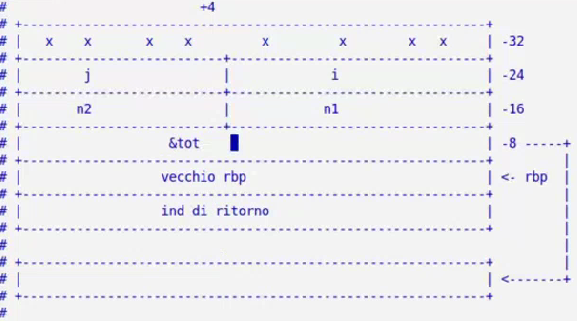 # +4
# +-------------------------------------------------------------+
# | x x x x x x x x | -32
# +---------------------------+---------------------------------+
# | j | i | -24
# +---------------------------+---------------------------------+
# | n2 | n1 | -16
# +---------------------------+---------------------------------+
# | &tot | -8 -----+
# +-------------------------------------------------------------+ |
# | vecchio rbp | <- rbp |
# +-------------------------------------------------------------+ |
# | ind di ritorno | |
# +-------------------------------------------------------------+ |
# |
# +-------------------------------------------------------------+ |
# | | <-------+
# +-------------------------------------------------------------+
#